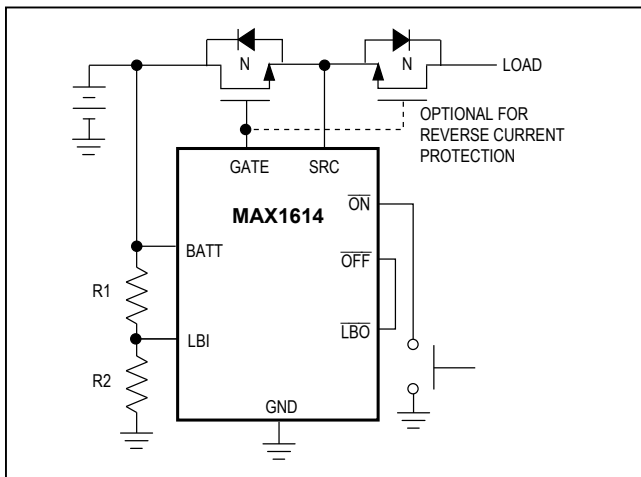 N
N
LOAD
OPTIONAL FOR
REVERSE CURRENT
PROTECTION
GATE
SRC
MAX1614
ON
BATT
OFF
R1
LBI
LBO
R2
GND